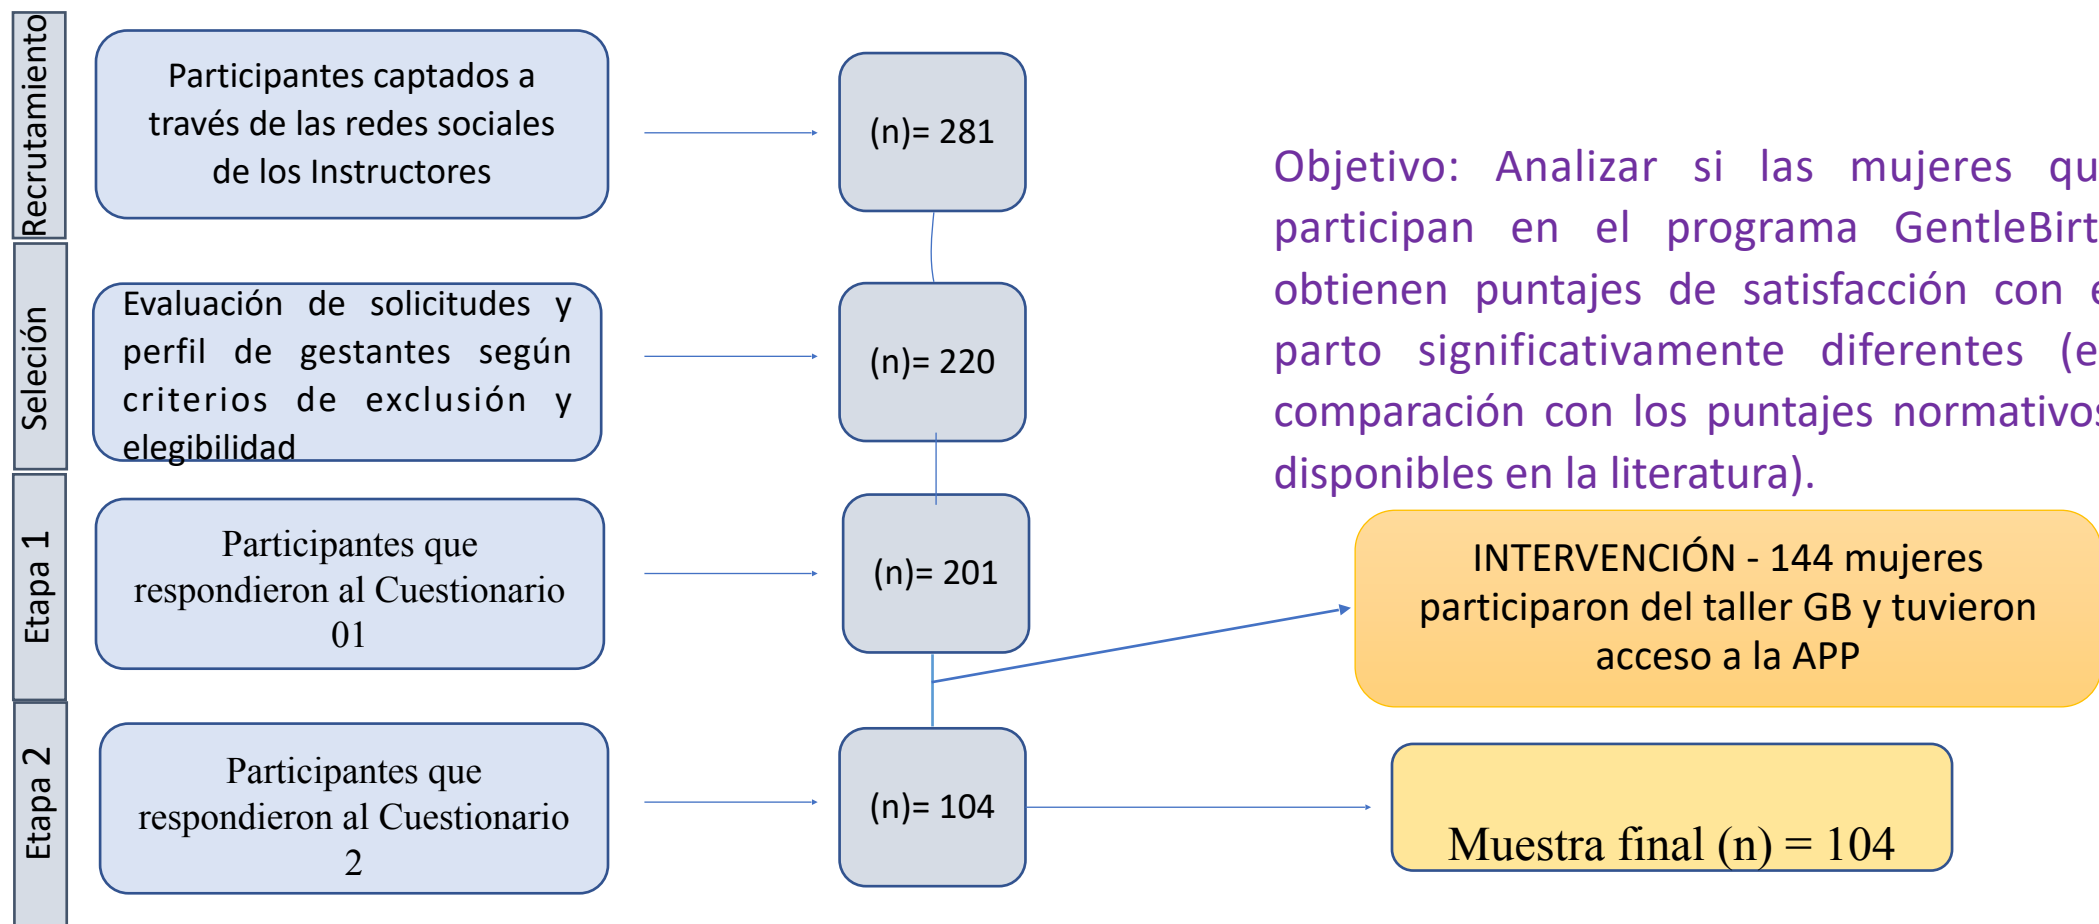 Recrutamiento
Participantes captados a
través de las redes sociales
de los Instructores
(n)= 281
Seleción
Evaluación de solicitudes y
perfil de gestantes según
criterios de exclusión y
elegibilidad
(n)= 220
Etapa 1
Participantes que
respondieron al Cuestionario
01
(n)= 201
Etapa 2
Participantes que
respondieron al Cuestionario
2
(n)= 104
Objetivo: Analizar si las mujeres qu
participan en el programa GentleBirt
obtienen puntajes de satisfacción con e
parto significativamente diferentes (e
comparación con los puntajes normativos
disponibles en la literatura).
INTERVENCIÓN - 144 mujeres
participaron del taller GB y tuvieron
acceso a la APP
Muestra final (n) = 104